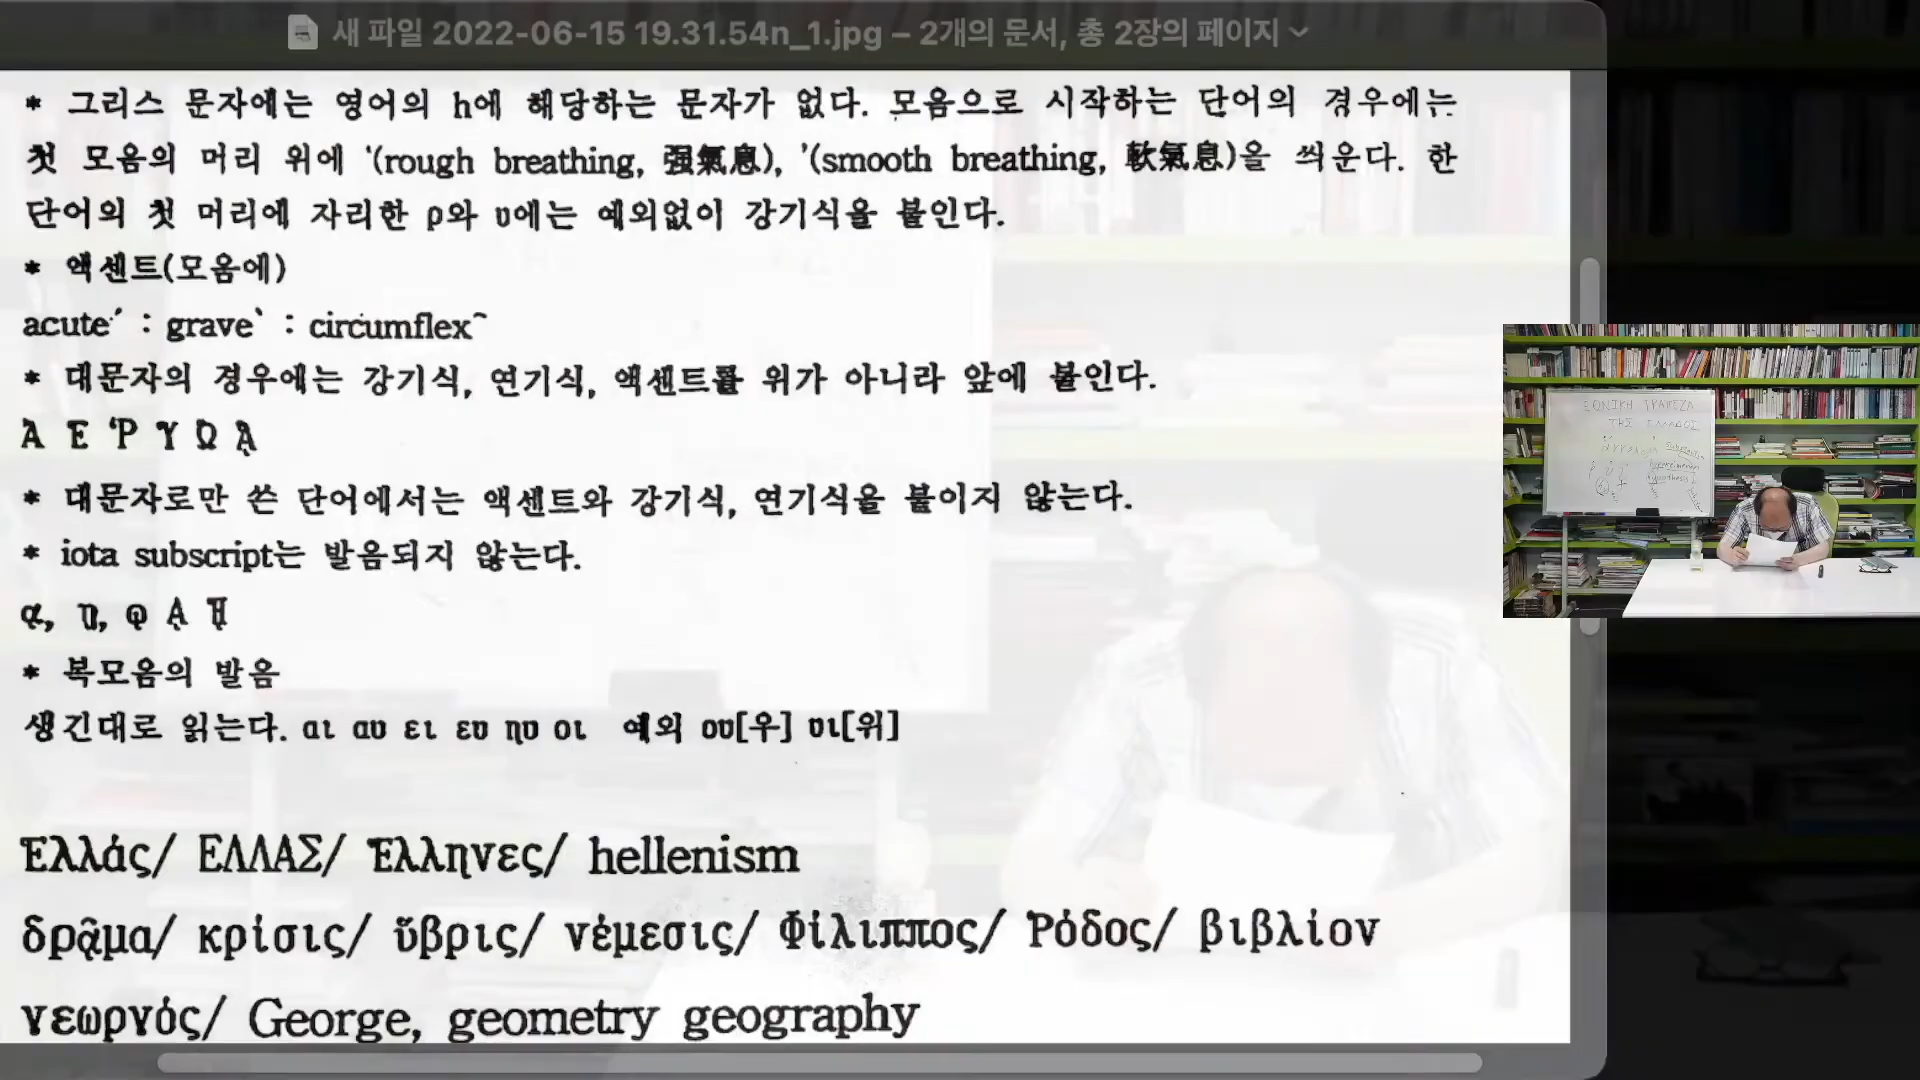 새 파일 2022-06-15 19.31.54n_1.jpg – 2개의 문서, 총 2장의 페이지
* 그리스 문자에는 영어의 h에 해당하는 문자가 없다. 모음으로 시작하는 단어의 경우에는
첫 모음의 머리 위에 ‘(rough breathing, 强氣息), ’(smooth breathing, 軟氣息)을 씌운다. 한
단어의 첫 머리에 자리한 ρ와 υ에는 예외없이 강기식을 붙인다.
* 액센트(모음에)
acute´ : grave` : circumflex~
* 대문자의 경우에는 강기식, 연기식, 액센트를 위가 아니라 앞에 붙인다.
* 대문자로만 쓴 단어에서는 액센트와 강기식, 연기식을 붙이지 않는다.
* iota subscript는 발음되지 않는다.
* 복모음의 발음
생긴대로 읽는다. αι αυ ει ευ ηυ οι 예외 ου[우] υι[위]
Ἑλλάς/ ΕΛΛΑΣ/ Ἑλληνες/ hellenism
δρᾷμα/ κρίσις/ ὕβρις/ νέμεσις/ Φίλιππος/ Ῥόδος/ βιβλίον
γεωργός/ George, geometry geography
ΤΡΑΠΕΖΑ
ΤΗΣ